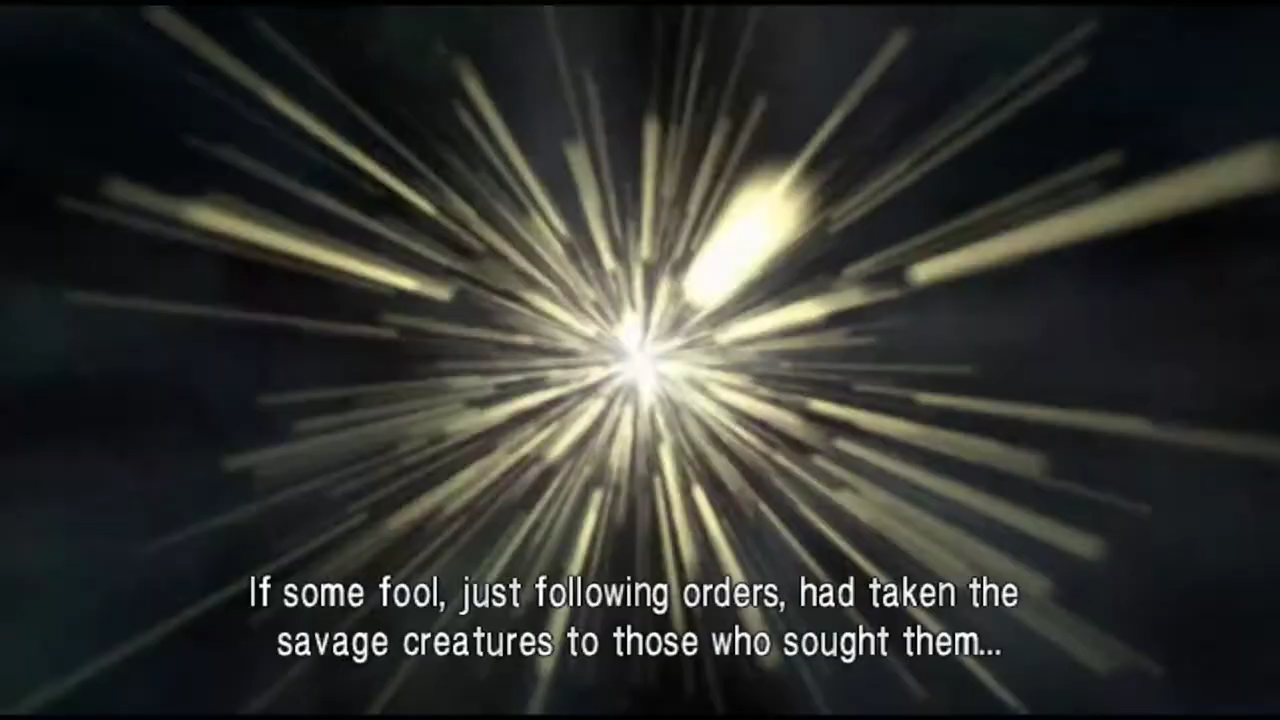 If some fool, just following orders, had taken the
savage creatures to those who sought them...